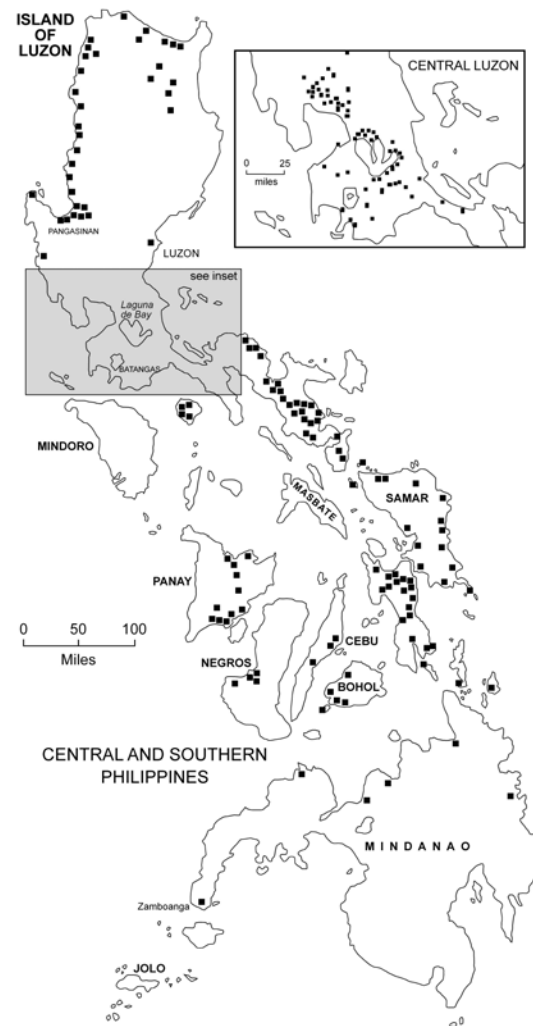 ISLAND
OF
LUZON
CENTRAL LUZON
0 25
miles
PANGASINAN
LUZON
see inset
Laguna
de Bay
BATANGAS
MINDORO
MASBATE
SAMAR
PANAY
0 50 100
Miles
CEBU
NEGROS
BOHOL
CENTRAL AND SOUTHERN
PHILIPPINES
MINDANAO
Zamboanga
JOLO